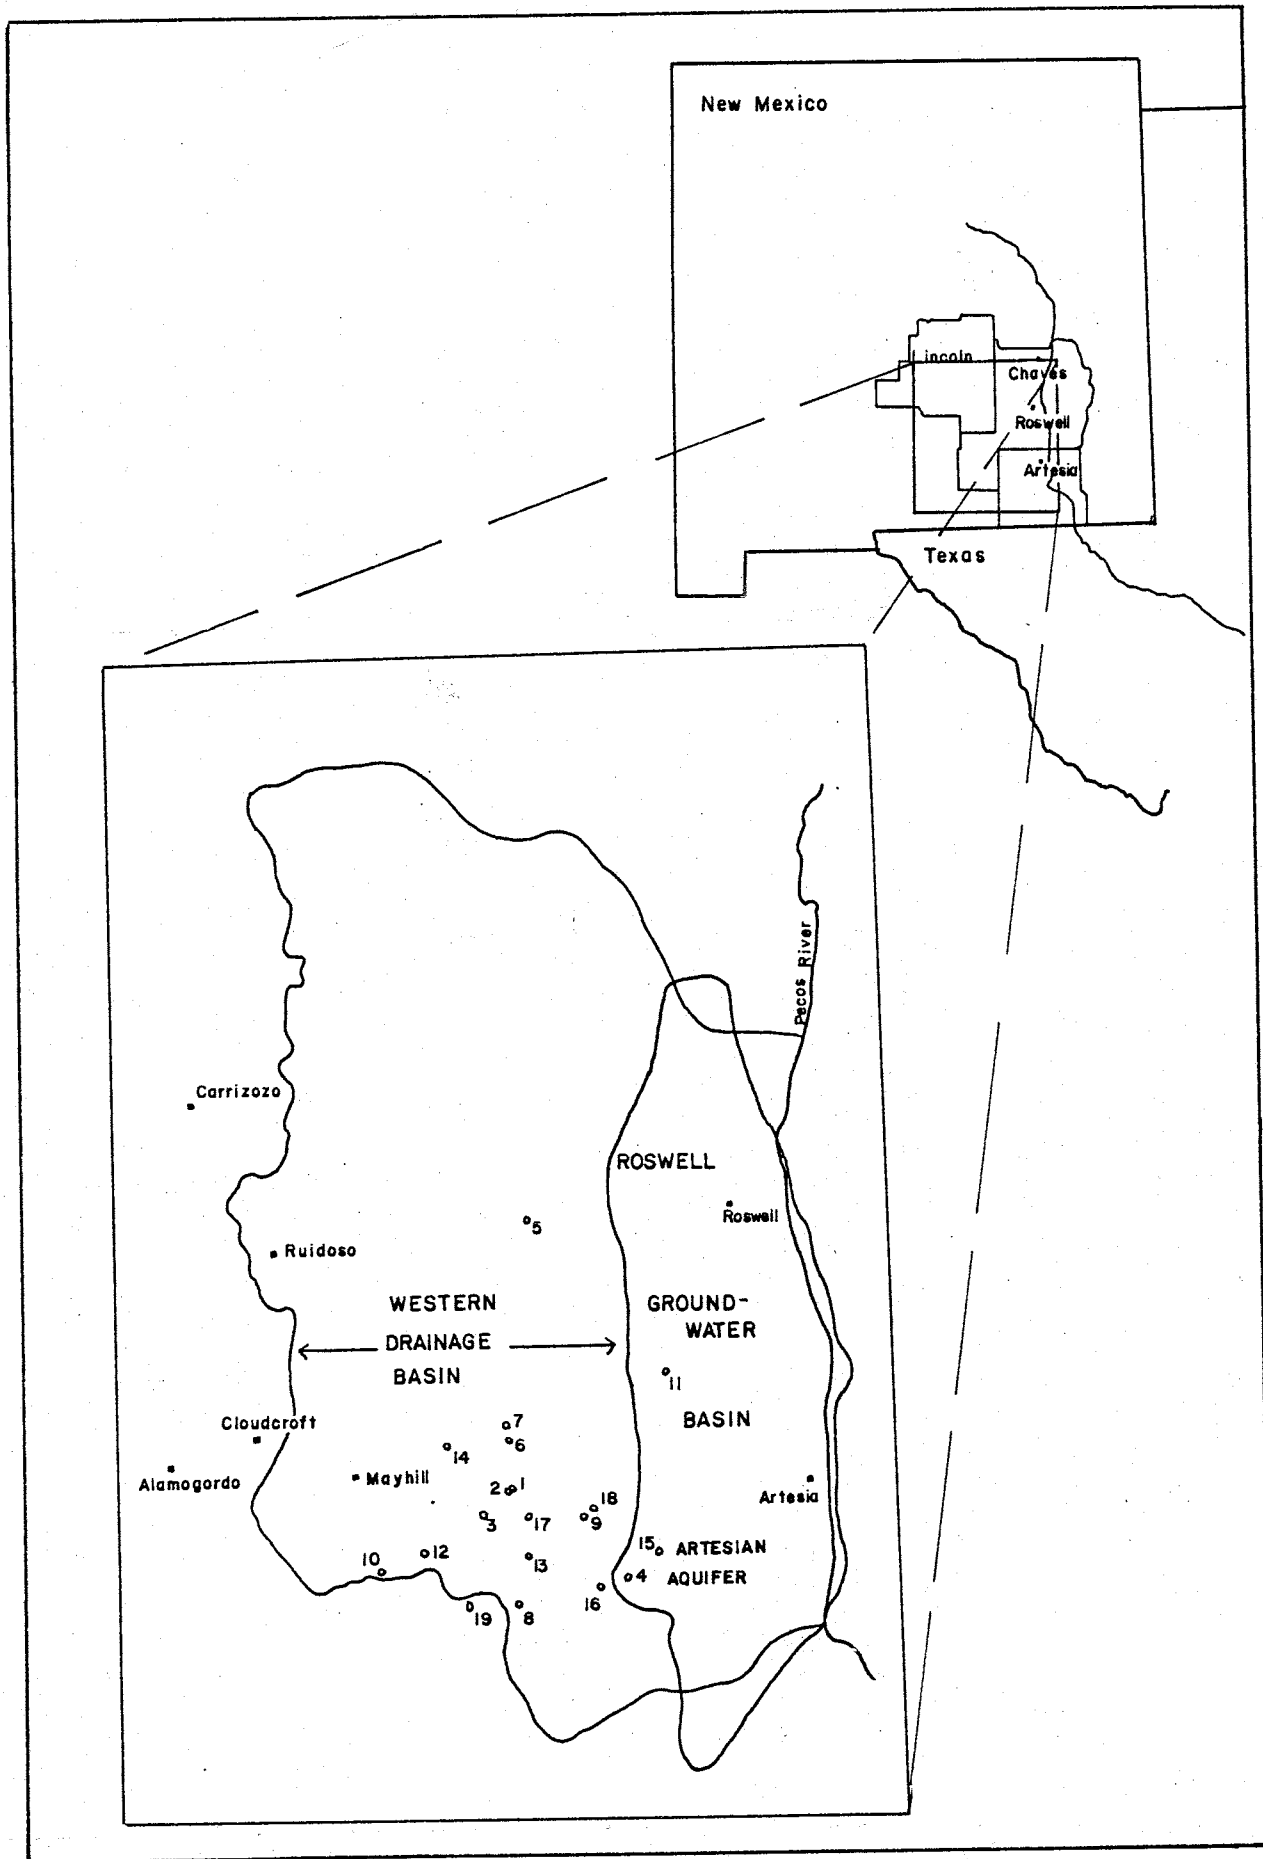 New Mexico
incoln
Chaves
Roswell
Artesia
Texas
Pecos River
Carrizozo
ROSWELL
Roswell
5
Ruidoso
WESTERN
DRAINAGE
BASIN
GROUND-
WATER
BASIN
11
Cloudcroft
7
6
14
Alamogordo
Mayhill
2 1
Artesia
18
3
17
9
15 ARTESIAN
AQUIFER
4
10
12
13
16
19
8